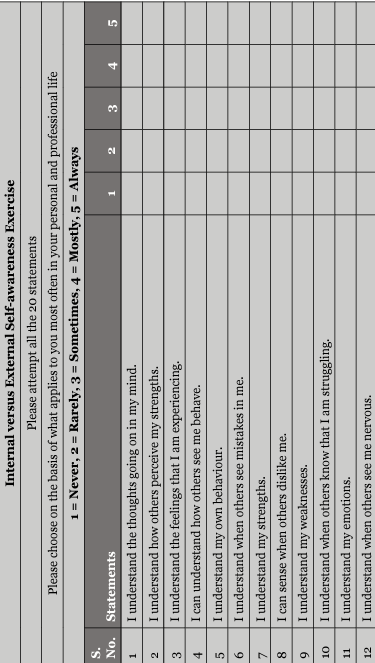 Internal versus External Self-awareness Exercise
Please attempt all the 20 statements
Please choose on the basis of what applies to you most often in your personal and professional life
1 = Never, 2 = Rarely, 3 = Sometimes, 4 = Mostly, 5 = Always
S. No. Statements 1 2 3 4 5
1 I understand the thoughts going on in my mind.
2 I understand how others perceive my strengths.
3 I understand the feelings that I am experiencing.
4 I can understand how others see me behave.
5 I understand my own behaviour.
6 I understand when others see mistakes in me.
7 I understand my strengths.
8 I can sense when others dislike me.
9 I understand my weaknesses.
10 I understand when others know that I am struggling.
11 I understand my emotions.
12 I understand when others see me nervous.